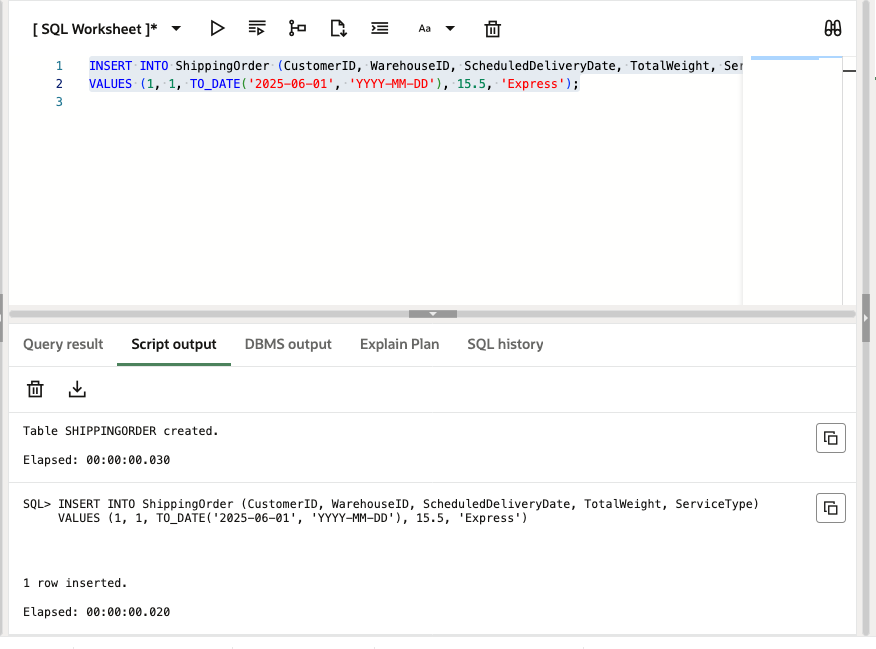 [ SQL Worksheet ]*
Aa
1 INSERT INTO ShippingOrder (CustomerID, WarehouseID, ScheduledDeliveryDate, TotalWeight, Ser
2 VALUES (1, 1, TO_DATE('2025-06-01', 'YYYY-MM-DD'), 15.5, 'Express');
3
Query result Script output DBMS output Explain Plan SQL history
Table SHIPPINGORDER created.
Elapsed: 00:00:00.030
SQL> INSERT INTO ShippingOrder (CustomerID, WarehouseID, ScheduledDeliveryDate, TotalWeight, ServiceType)
VALUES (1, 1, TO_DATE('2025-06-01', 'YYYY-MM-DD'), 15.5, 'Express')
1 row inserted.
Elapsed: 00:00:00.020